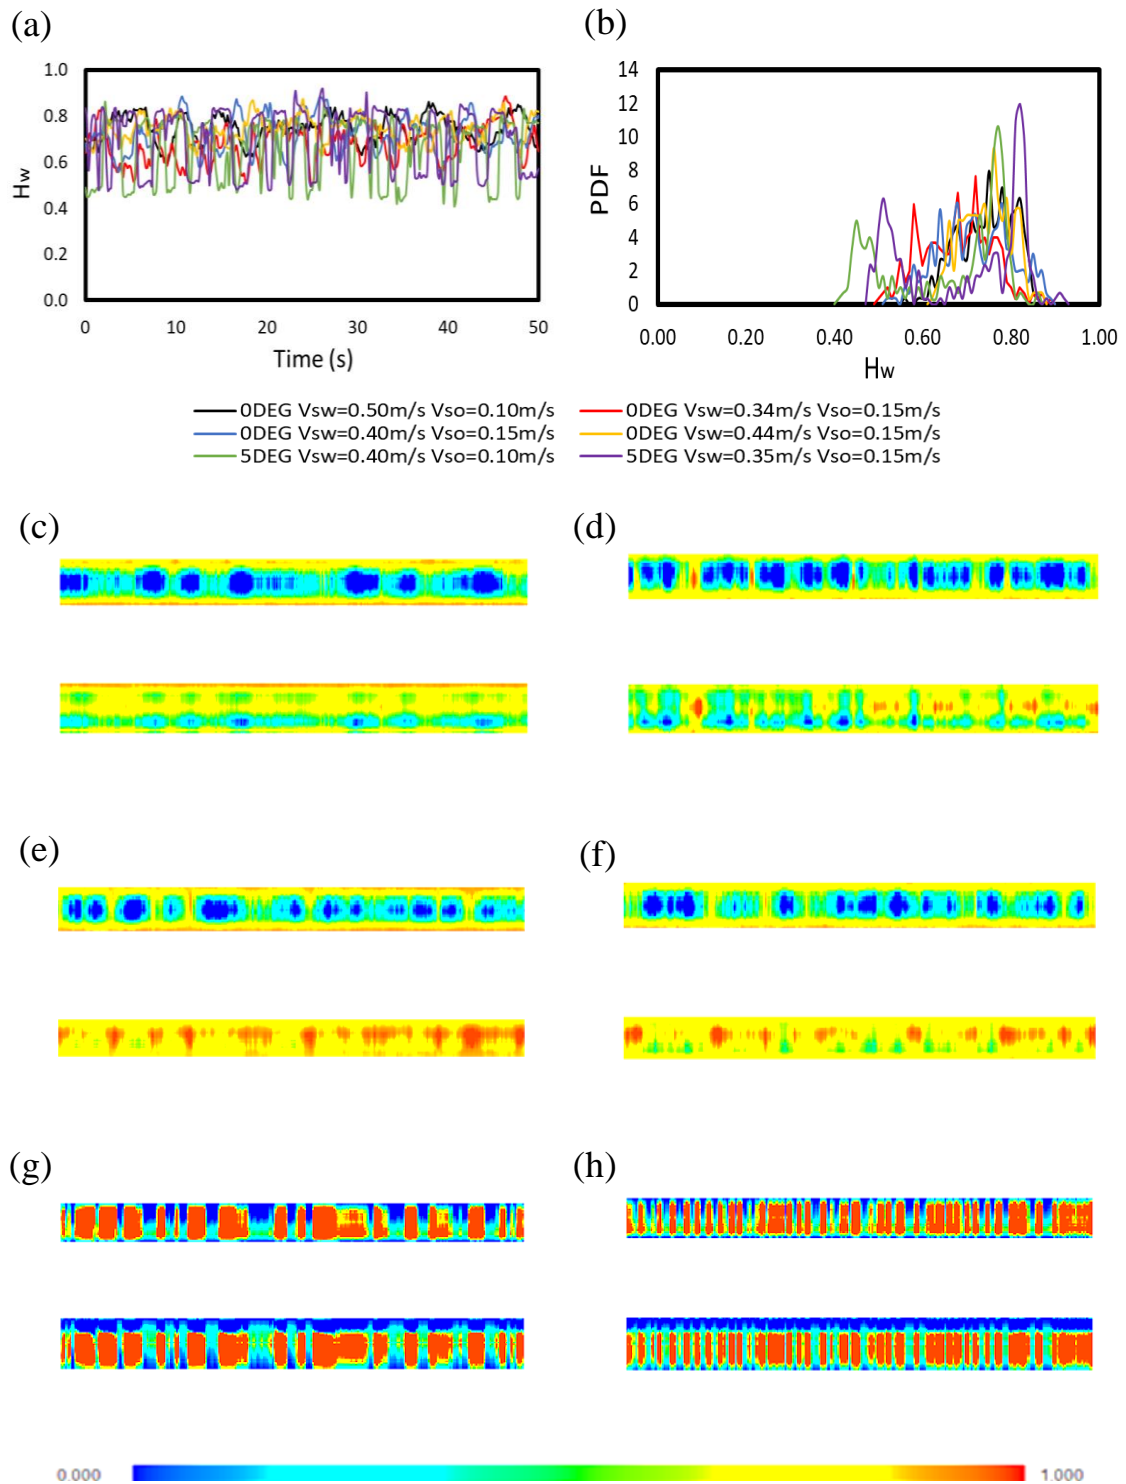 (a)
(b)
1.0
0.8
0.6
0.4
0.2
0.0
Hw
0 10 20 30 40 50
Time (s)
14
12
10
8
6
4
2
0
PDF
0.00 0.20 0.40 0.60 0.80 1.00
Hw
0DEG Vsw=0.50m/s Vso=0.10m/s
0DEG Vsw=0.34m/s Vso=0.15m/s
0DEG Vsw=0.40m/s Vso=0.15m/s
0DEG Vsw=0.44m/s Vso=0.15m/s
5DEG Vsw=0.40m/s Vso=0.10m/s
5DEG Vsw=0.35m/s Vso=0.15m/s
(c)
(d)
(e)
(f)
(g)
(h)
0.000
1.000